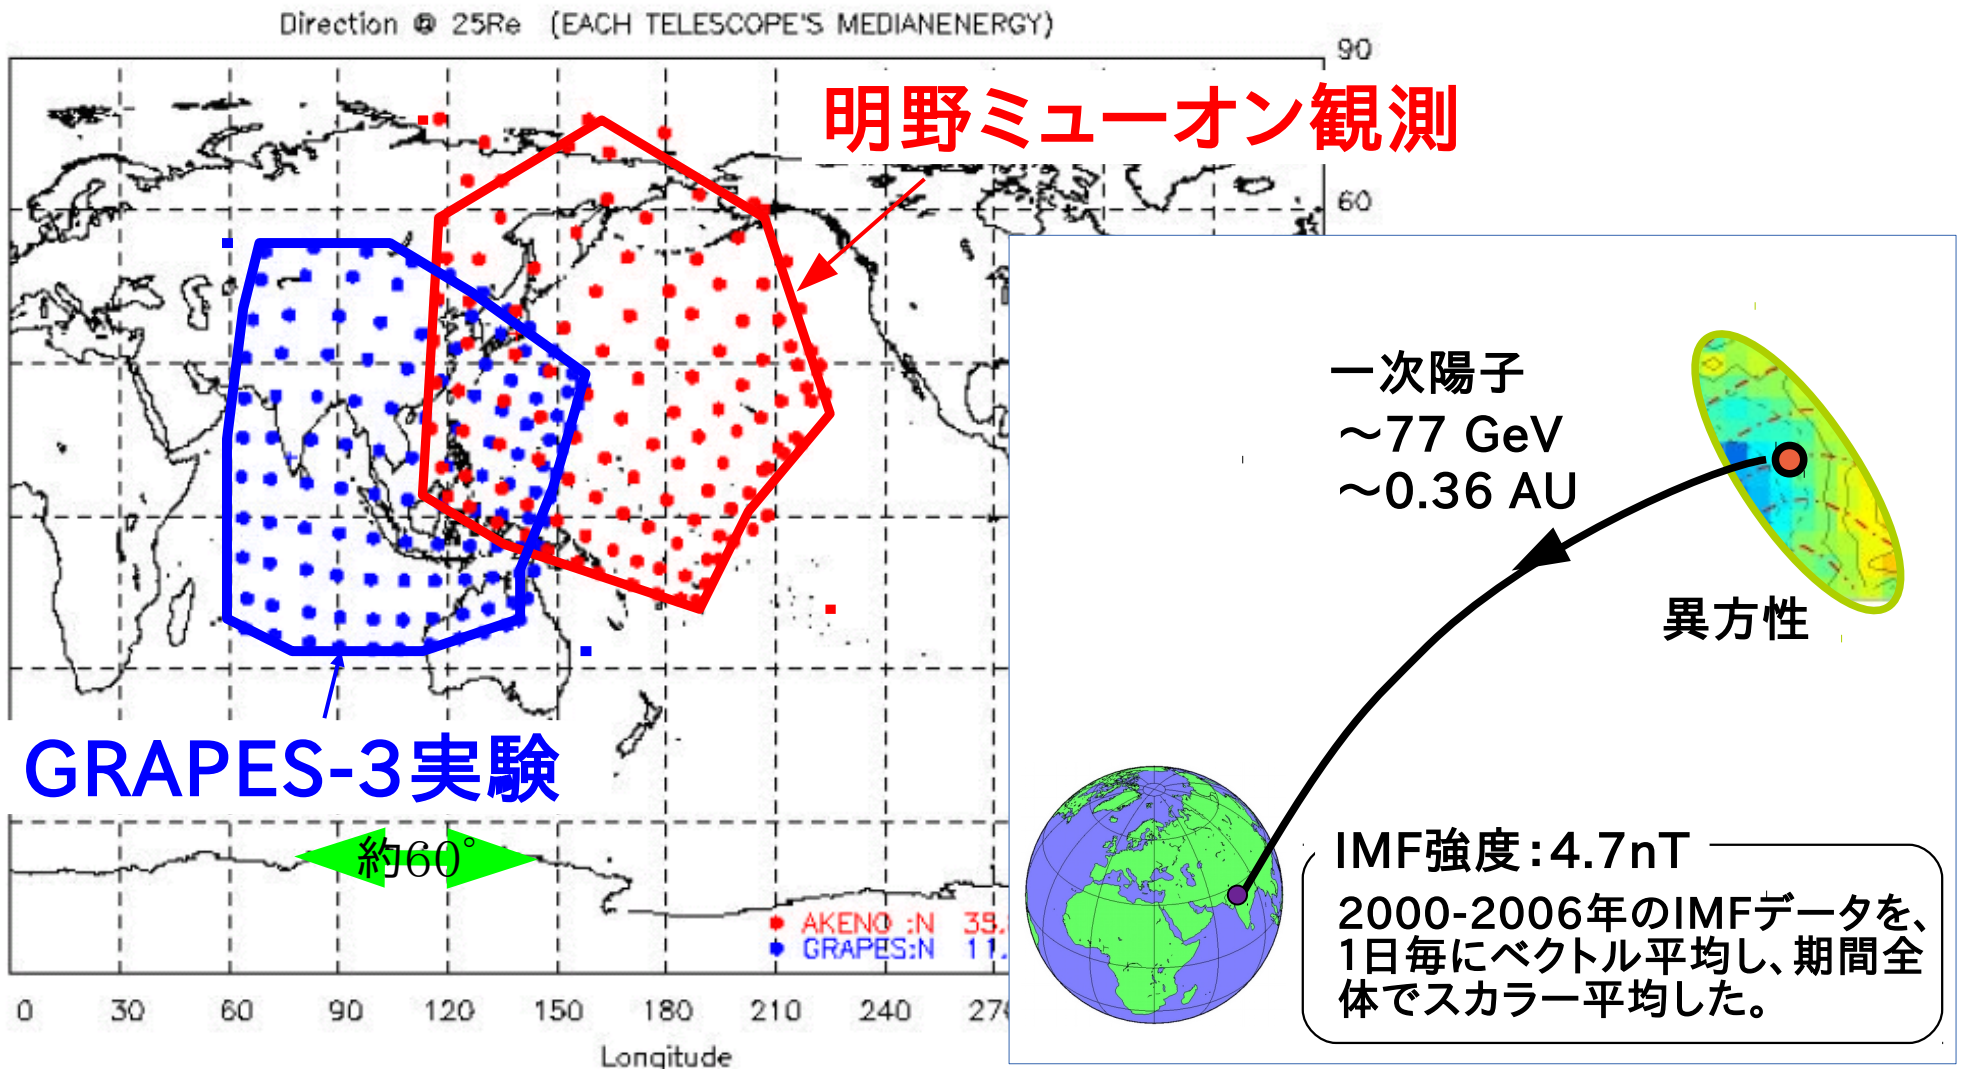 Direction @ 25Re (EACH TELESCOPE'S MEDIANENERGY)
90
明野ミューオン観測
60
一次陽子
～77 GeV
～0.36 AU
異方性
GRAPES-3実験
約60°
IMF強度：4.7nT
2000-2006年のIMFデータを、
1日毎にベクトル平均し、期間全
体でスカラー平均した。
AKENO :N
GRAPES:N 11.
0 30 60 90 120 150 180 210 240
Longitude